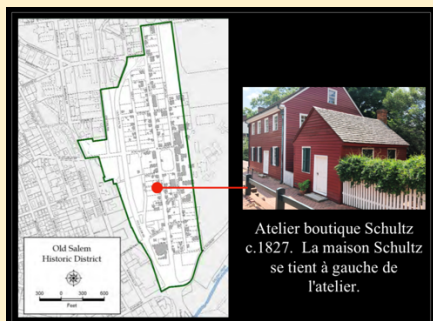 Old Salem
Historic District
300 0 300 600
Feet
Atelier boutique Schultz
c.1827. La maison Schultz
se tient à gauche de
l'atelier.